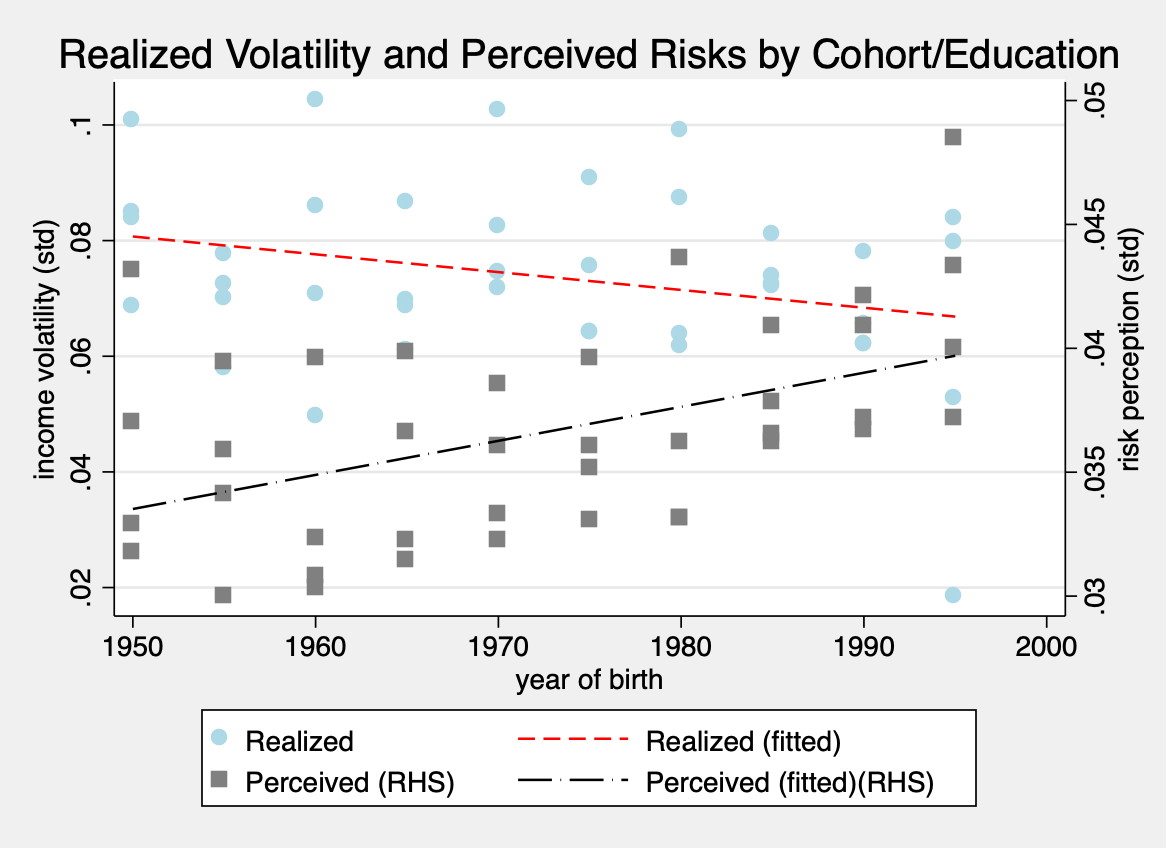 Realized Volatility and Perceived Risks by Cohort/Education
income volatility (std)
.1
.08
.06
.04
.02
.05
.045
.04
.035
.03
risk perception (std)
1950 1960 1970 1980 1990 2000
year of birth
Realized Realized (fitted)
Perceived (RHS) Perceived (fitted)(RHS)